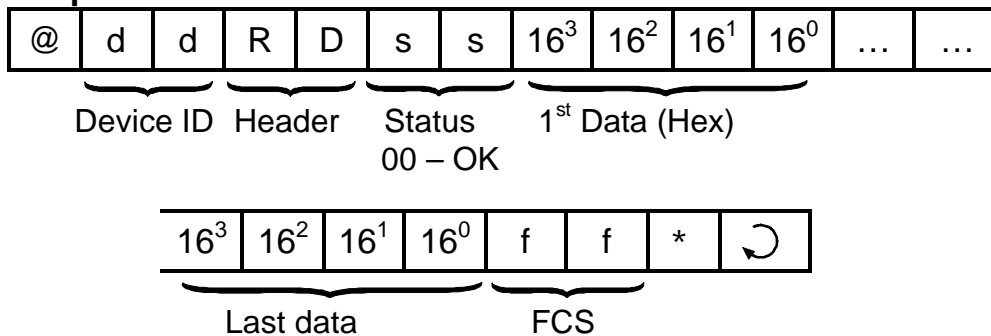 @ d d R D s s 16³ 16² 16¹ 16⁰ … …
Device ID Header Status 1ˢᵗ Data (Hex)
00 – OK
16³ 16² 16¹ 16⁰ f f *
Last data FCS